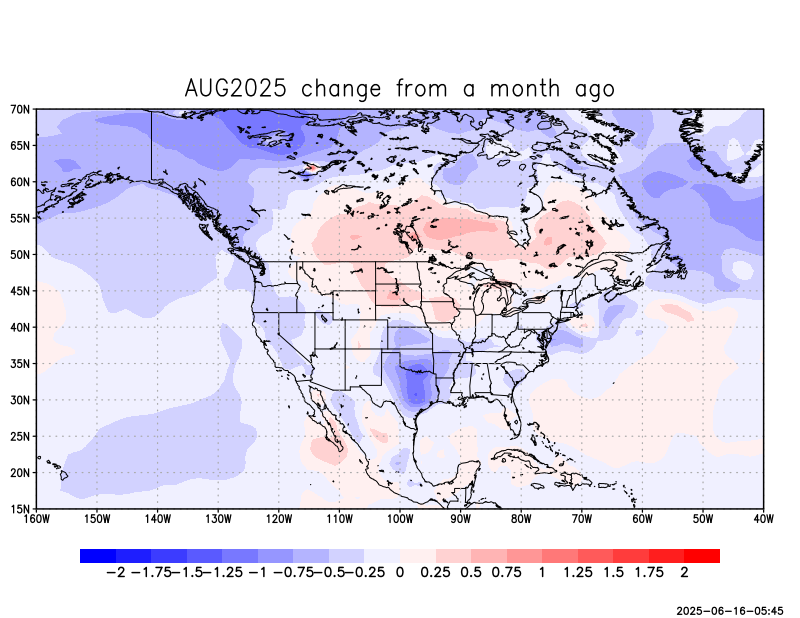 AUG2025 change from a month ago
70N
65N
60N
55N
50N
45N
40N
35N
30N
25N
20N
15N
160W 150W 140W 130W 120W 110W 100W 90W 80W 70W 60W 50W 40W
−2 −1.75 −1.5 −1.25 −1 −0.75 −0.5 −0.25 0 0.25 0.5 0.75 1 1.25 1.5 1.75 2
2025-06-16-05:45